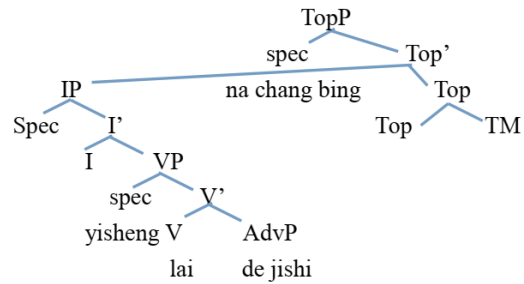 TopP
spec Top’
IP na chang bing Top
Spec I’ Top TM
I VP
spec V’
yisheng V AdvP
lai de jishi